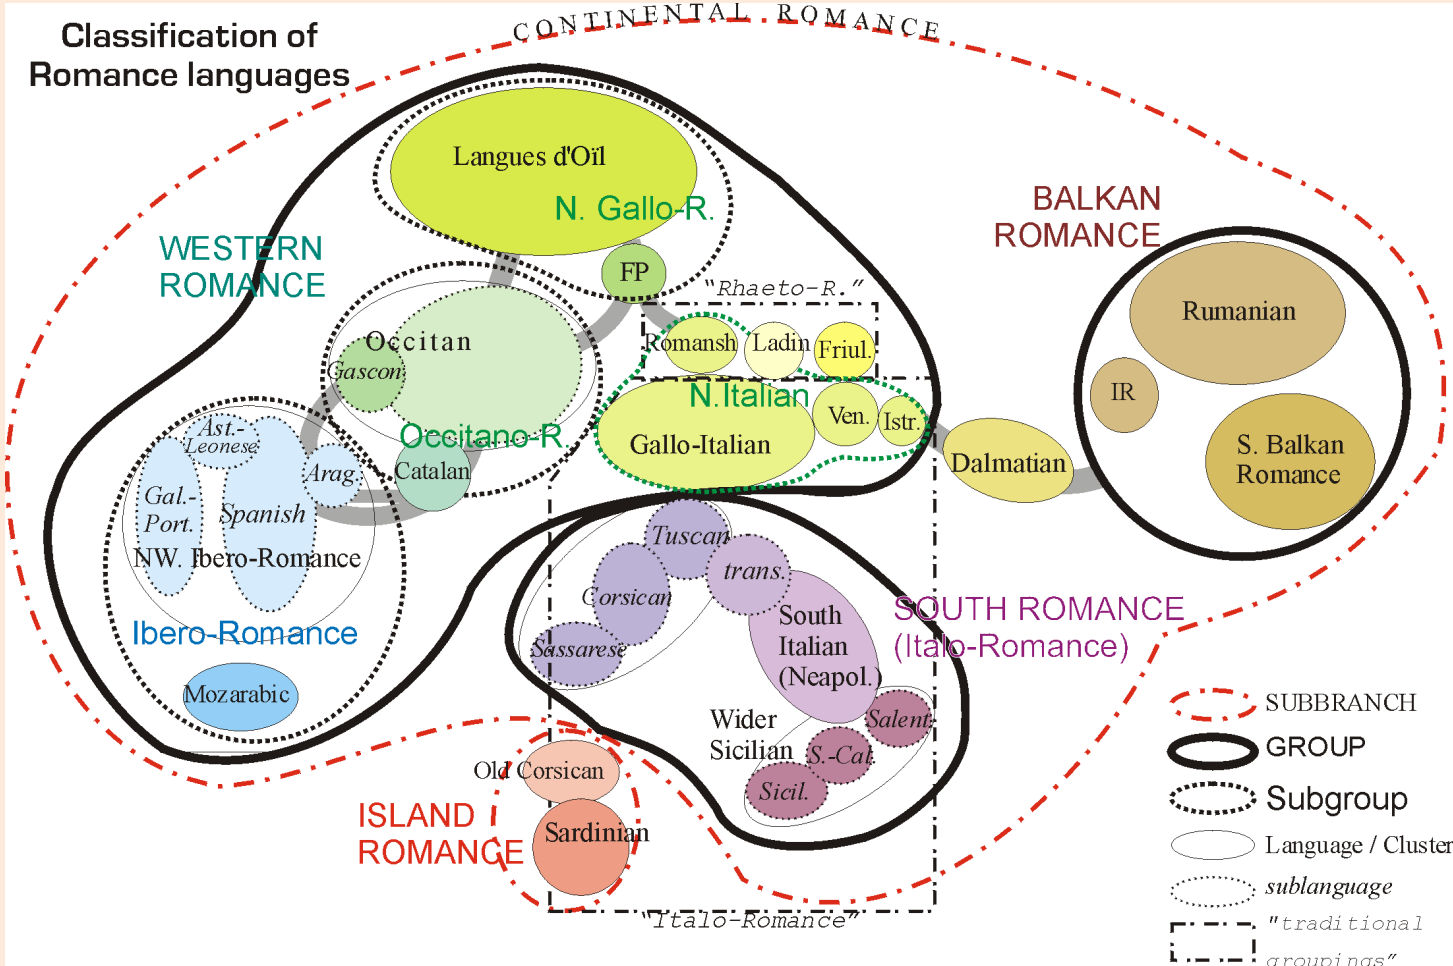 CONTINENTAL ROMANCE
Classification of
Romance languages
Langues d'Oïl
N. Gallo-R.
WESTERN
ROMANCE
BALKAN
ROMANCE
FP
"Rhaeto-R."
Rumanian
Occitan
Gascon
Romansh
Ladin
Friul.
IR
N.Italian
Ven.
Istr.
Gallo-Italian
Occitano-R.
Catalan
Dalmatian
S. Balkan
Romance
Ast.-
Leonese
Arag.
Gal.-
Port.
Spanish
NW. Ibero-Romance
Ibero-Romance
Mozarabic
Tuscan
trans.
Corsican
Sassarese
South
Italian
(Neapol.)
SOUTH ROMANCE
(Italo-Romance)
Wider
Sicilian
Salent.
S.-Cal.
Sicil.
Old Corsican
Sardinian
ISLAND
ROMANCE
"Italo-Romance"
SUBBRANCH
GROUP
Subgroup
Language / Cluster
sublanguage
"traditional
groupings"